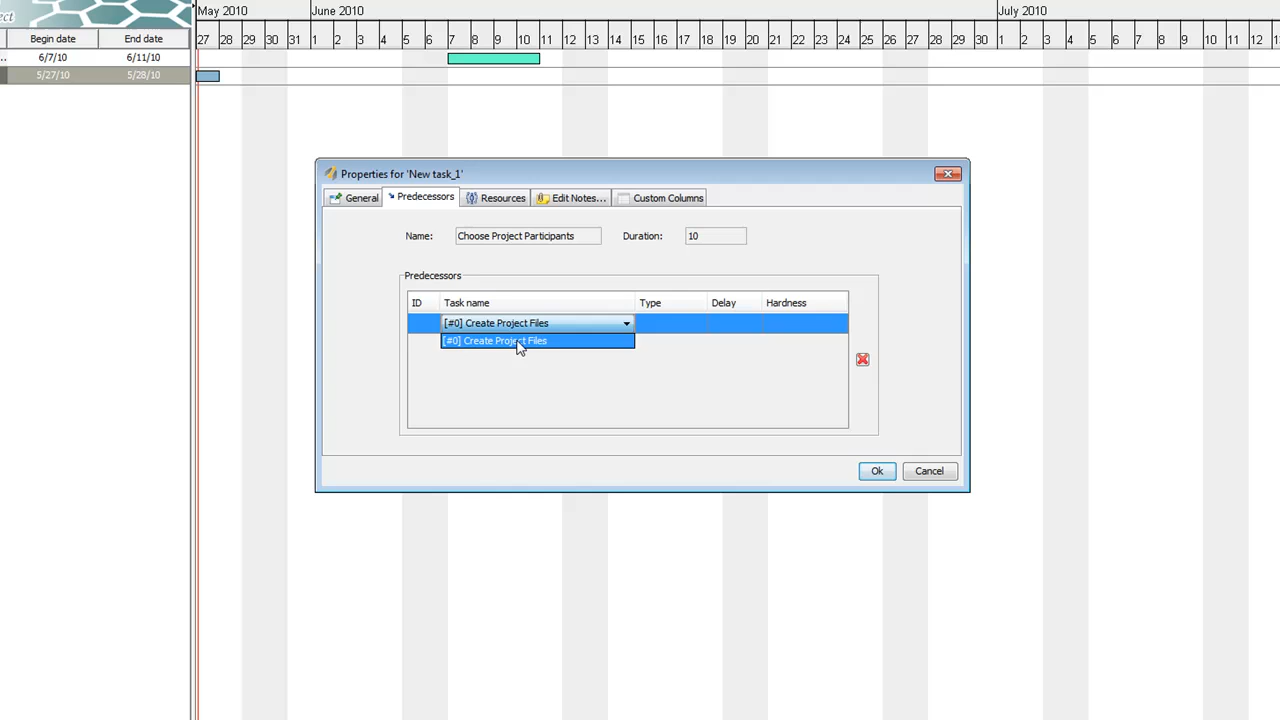 ect
May 2010 June 2010 July 2010
Begin date End date
27 28 29 30 31 1 2 3 4 5 6 7 8 9 10 11 12 13 14 15 16 17 18 19 20 21 22 23 24 25 26 27 28 29 30 1 2 3 4 5 6 7 8 9 10 11 12 13
.. 6/7/10 6/11/10
5/27/10 5/28/10
Properties for 'New task_1'
General Predecessors Resources Edit Notes... Custom Columns
Name: Choose Project Participants Duration: 10
Predecessors
ID Task name Type Delay Hardness
[#0] Create Project Files
[#0] Create Project Files
Ok Cancel